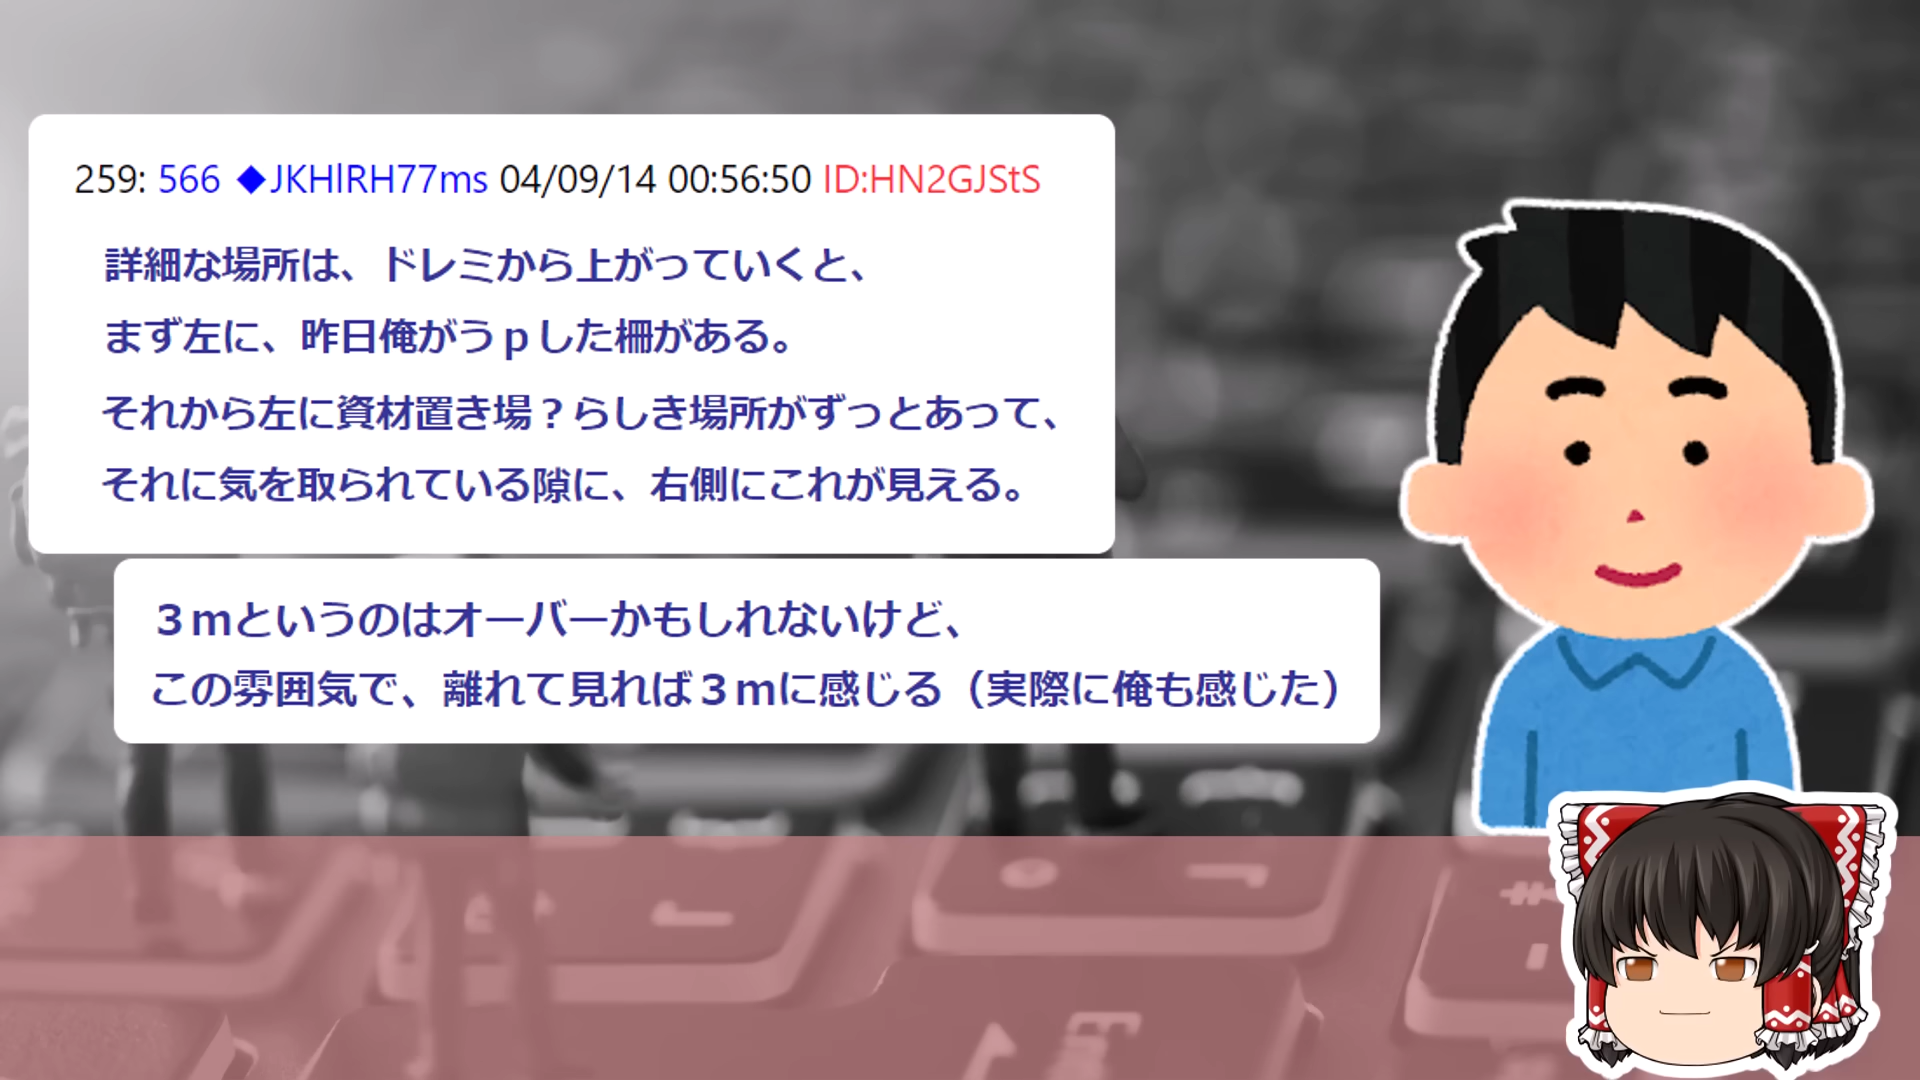 259: 566 ◆JKHlRH77ms 04/09/14 00:56:50 ID:HN2GJStS
詳細な場所は、ドレミから上がっていくと、
まず左に、昨日俺がうｐした柵がある。
それから左に資材置き場？らしき場所がずっとあって、
それに気を取られている隙に、右側にこれが見える。
３ｍというのはオーバーかもしれないけど、
この雰囲気で、離れて見れば３ｍに感じる（実際に俺も感じた）